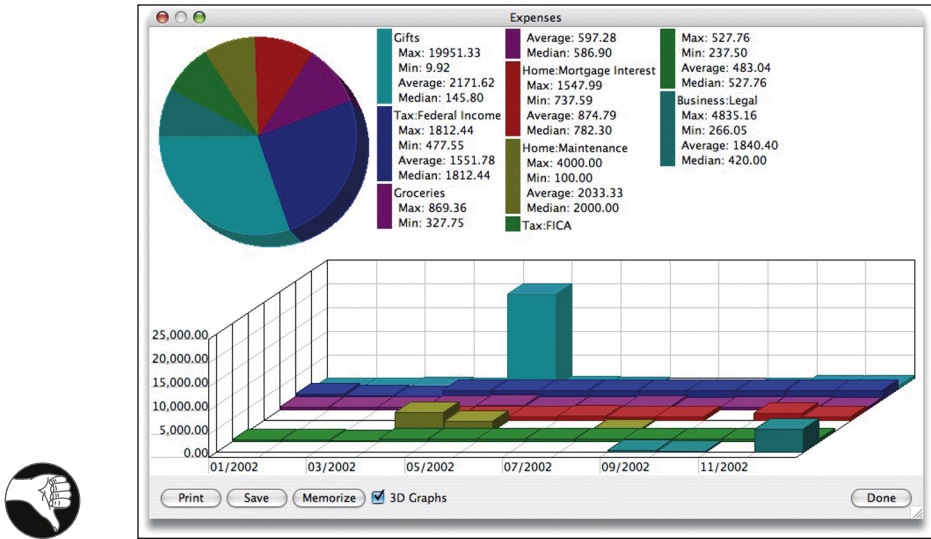 Expenses
Gifts
Max: 19951.33
Min: 9.92
Average: 2171.62
Median: 145.80
Tax:Federal Income
Max: 1812.44
Min: 477.55
Average: 1551.78
Median: 1812.44
Groceries
Max: 869.36
Min: 327.75
Average: 597.28
Median: 586.90
Home:Mortgage Interest
Max: 1547.99
Min: 737.59
Average: 874.79
Median: 782.30
Home:Maintenance
Max: 4000.00
Min: 100.00
Average: 2033.33
Median: 2000.00
Tax:FICA
Max: 527.76
Min: 237.50
Average: 483.04
Median: 527.76
Business:Legal
Max: 4835.16
Min: 266.05
Average: 1840.40
Median: 420.00
25,000.00
20,000.00
15,000.00
10,000.00
5,000.00
0.00
01/2002 03/2002 05/2002 07/2002 09/2002 11/2002
Print Save Memorize 3D Graphs Done